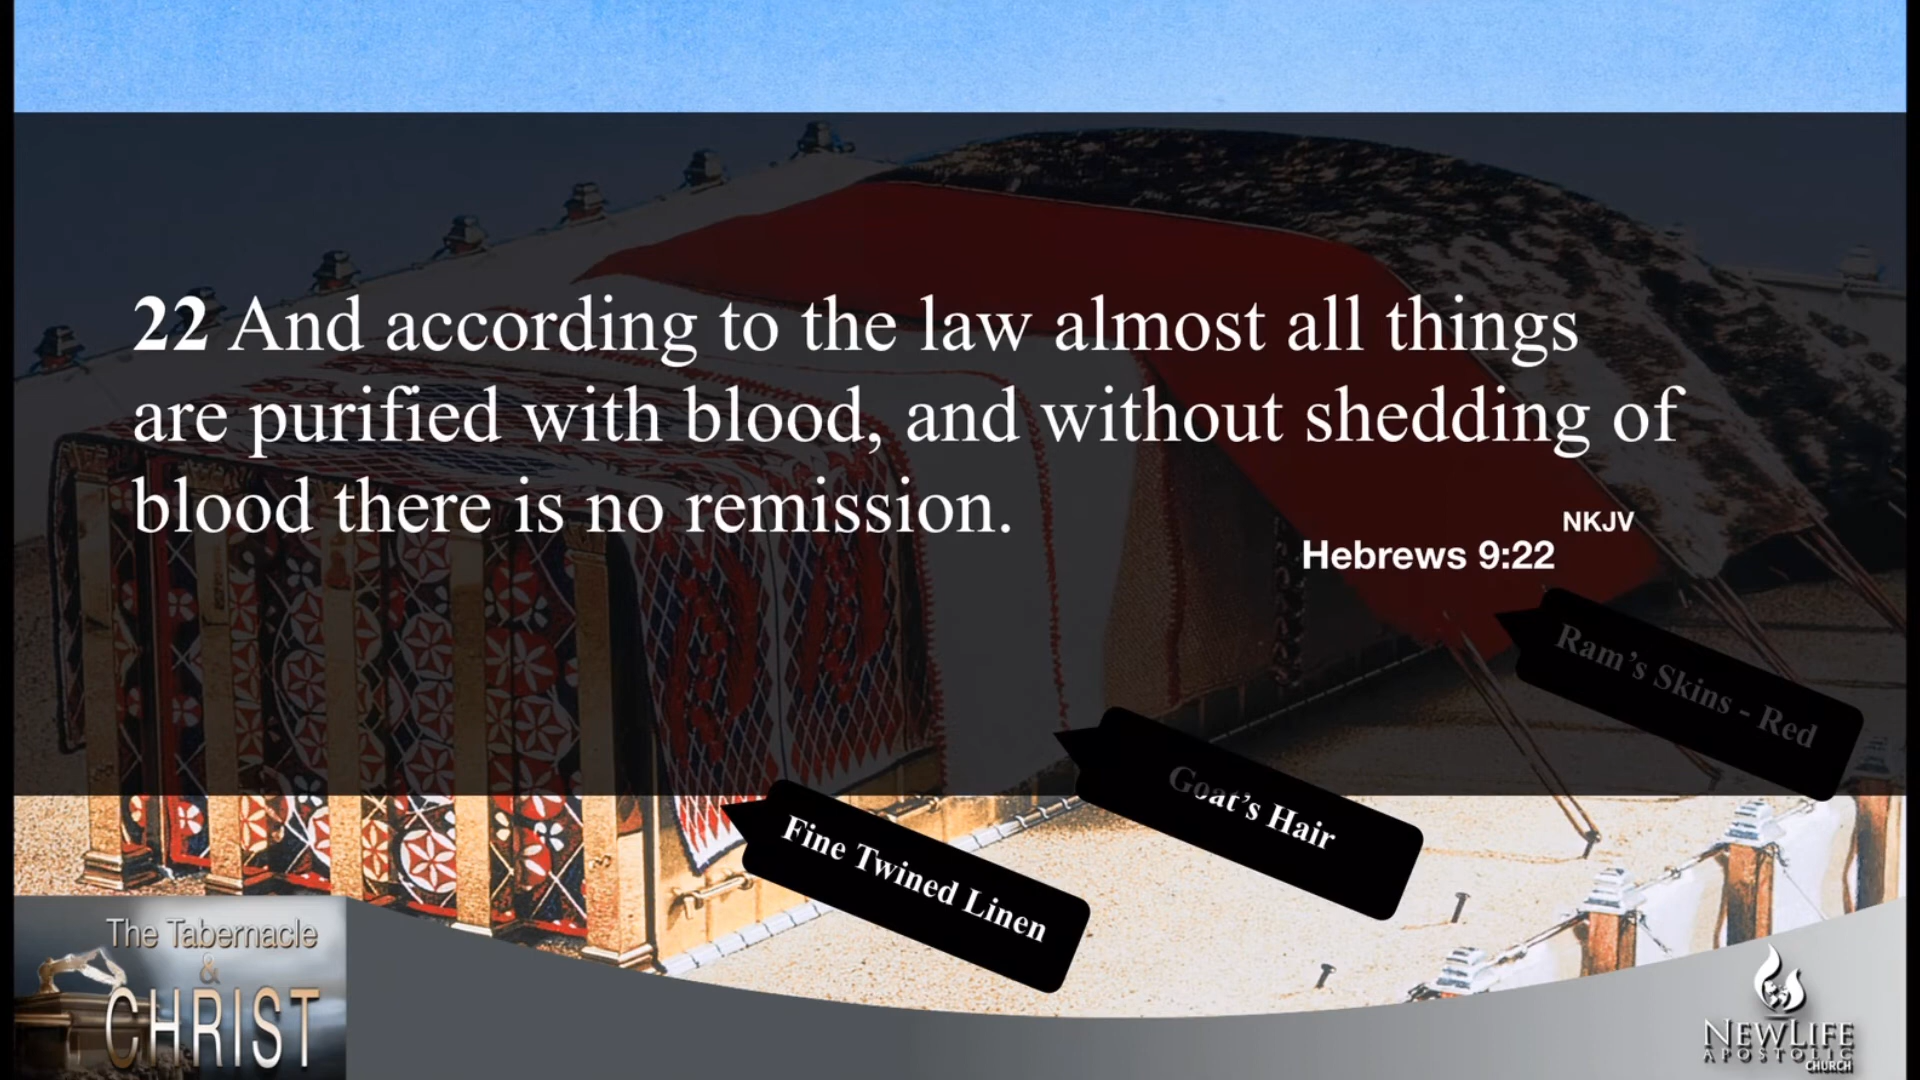 22 And according to the law almost all things
are purified with blood, and without shedding of
blood there is no remission.
NKJV
Hebrews 9:22
Ram's Skins - Red
Goat's Hair
Fine Twined Linen
The Tabernacle
&
CHRIST
NEWLIFE
APOSTOLIC
CHURCH